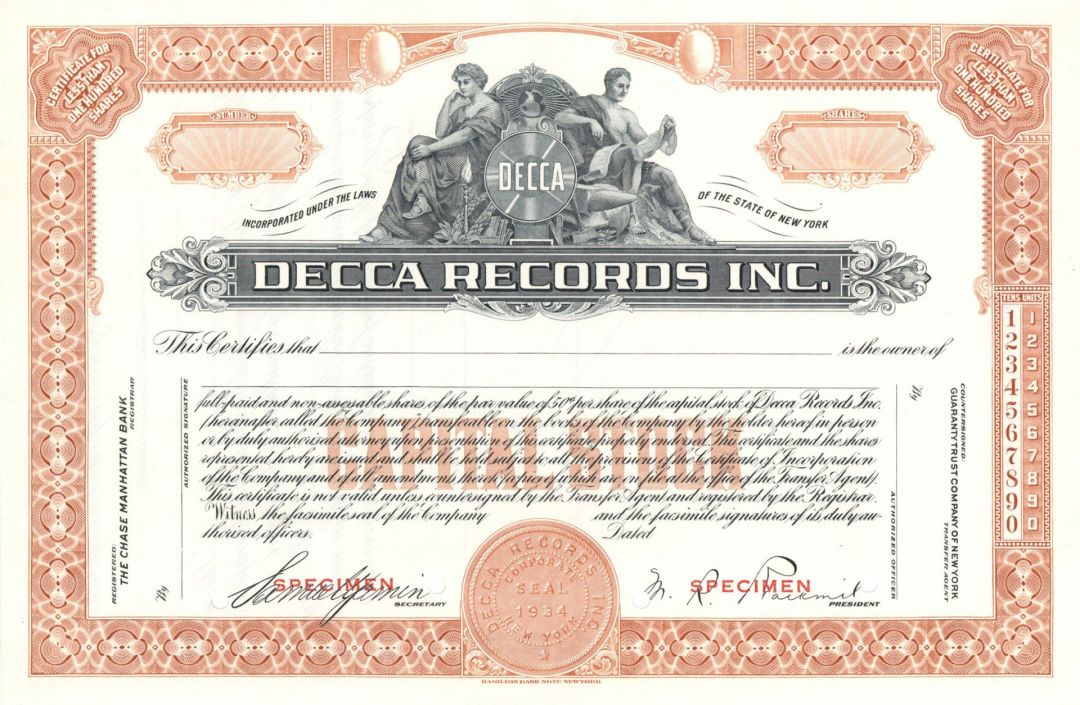 CERTIFICATE FOR
LESS THAN
ONE HUNDRED
SHARES
CERTIFICATE FOR
LESS THAN
ONE HUNDRED
SHARES
NUMBER
SHARES
DECCA
INCORPORATED UNDER THE LAWS
OF THE STATE OF NEW YORK
DECCA RECORDS INC.
This Certifies that
is the owner of
full-paid and non-assessable shares of the par value of 50¢ per share of the capital stock of Decca Records Inc.
(hereinafter called the Company) transferable on the books of the Company by the holder hereof in person
or by duly authorized attorney upon presentation of this certificate properly endorsed. This certificate and the shares
represented hereby are issued and shall be held subject to all the provisions of the Certificate of Incorporation
of the Company and of all amendments thereto (copies of which are on file at the office of the Transfer Agent).
This certificate is not valid unless countersigned by the Transfer Agent and registered by the Registrar.
Witness, the facsimile seal of the Company and the facsimile signatures of its duly au-
thorized officers. Dated
CAPITAL STOCK
REGISTERED:
THE CHASE MANHATTAN BANK
REGISTRAR
By
AUTHORIZED SIGNATURE
COUNTERSIGNED:
GUARANTY TRUST COMPANY OF NEW YORK
TRANSFER AGENT
By
AUTHORIZED OFFICER
TENS UNITS
1 1
2 2
3 3
4 4
5 5
6 6
7 7
8 8
9 9
0 0
SPECIMEN
SECRETARY
DECCA RECORDS INC.
CORPORATE
SEAL
1934
NEW YORK
SPECIMEN
M. R. Rackmil
PRESIDENT
HAMILTON BANK NOTE-NEW YORK